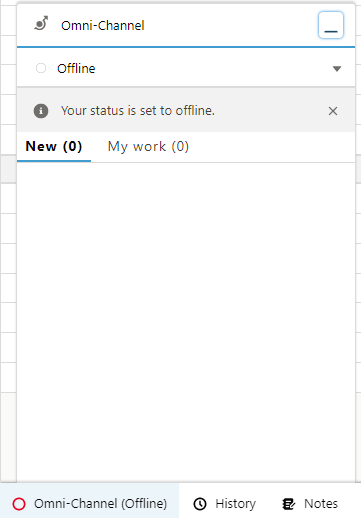 Omni-Channel
Offline
Your status is set to offline.
New (0) My work (0)
Omni-Channel (Offline) History Notes